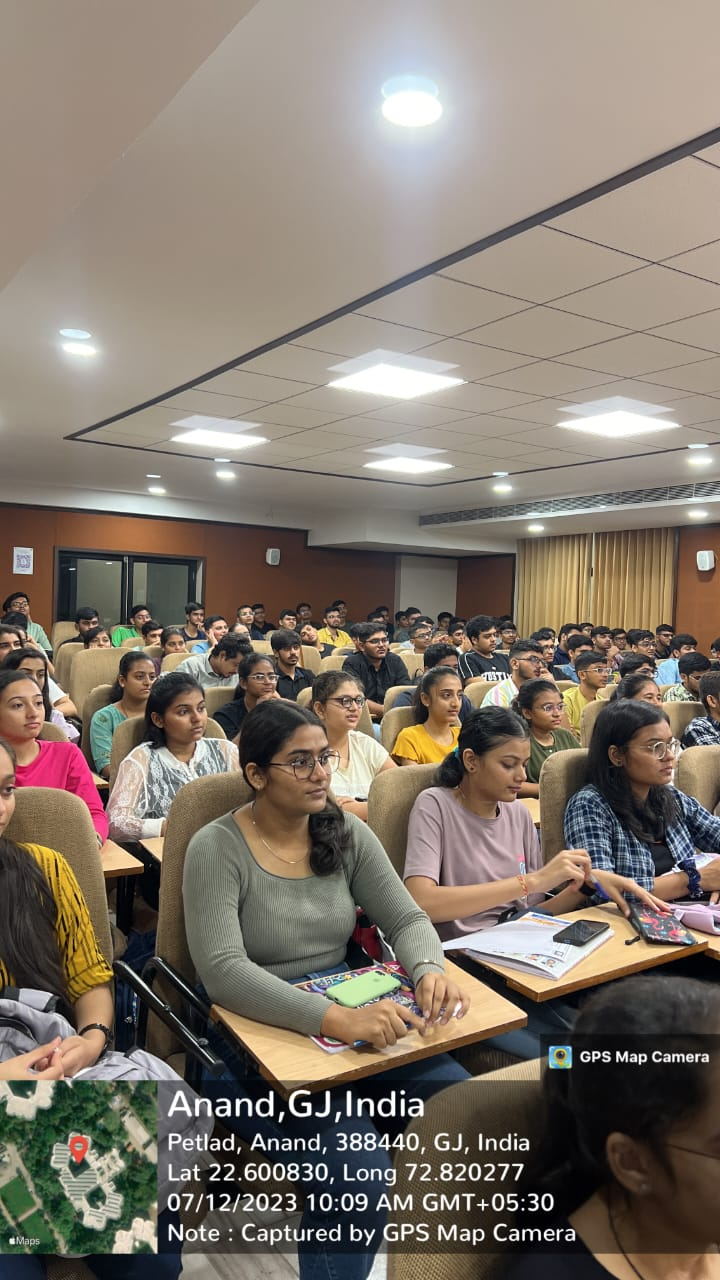 GPS Map Camera
Anand,GJ,India
Petlad, Anand, 388440, GJ, India
Lat 22.600830, Long 72.820277
07/12/2023 10:09 AM GMT+05:30
Note : Captured by GPS Map Camera
Maps